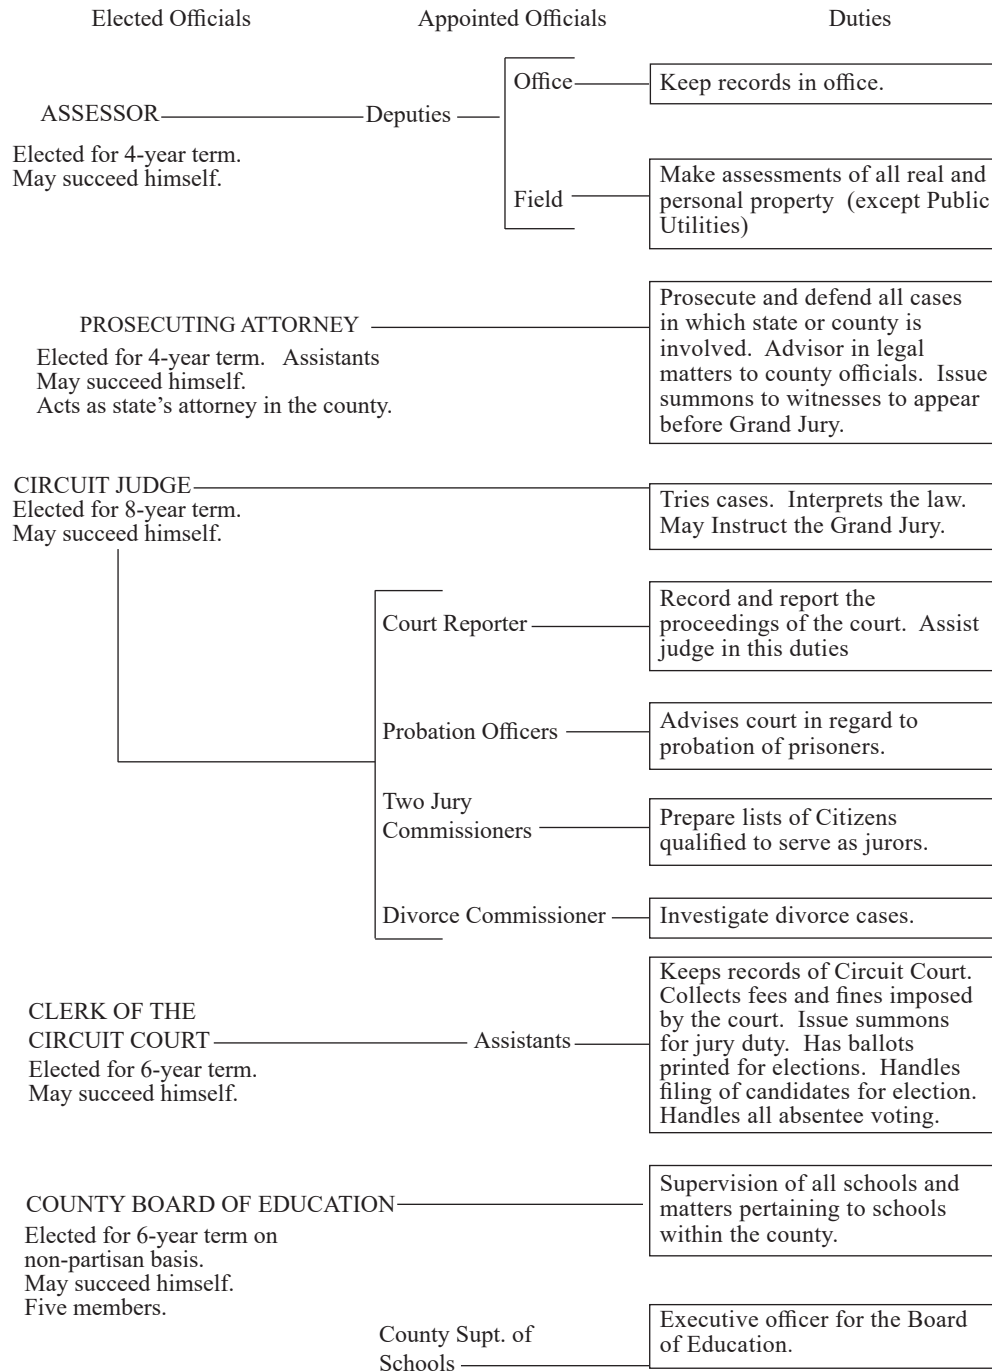 Elected Officials Appointed Officials Duties
Office
Keep records in office.
ASSESSOR Deputies
Elected for 4-year term.
May succeed himself.
Field
Make assessments of all real and
personal property (except Public
Utilities)
PROSECUTING ATTORNEY
Elected for 4-year term. Assistants
May succeed himself.
Acts as state's attorney in the county.
Prosecute and defend all cases
in which state or county is
involved. Advisor in legal
matters to county officials. Issue
summons to witnesses to appear
before Grand Jury.
CIRCUIT JUDGE
Elected for 8-year term.
May succeed himself.
Tries cases. Interprets the law.
May Instruct the Grand Jury.
Court Reporter
Record and report the
proceedings of the court. Assist
judge in this duties
Probation Officers
Advises court in regard to
probation of prisoners.
Two Jury
Commissioners
Prepare lists of Citizens
qualified to serve as jurors.
Divorce Commissioner
Investigate divorce cases.
CLERK OF THE
CIRCUIT COURT
Elected for 6-year term.
May succeed himself.
Assistants
Keeps records of Circuit Court.
Collects fees and fines imposed
by the court. Issue summons
for jury duty. Has ballots
printed for elections. Handles
filing of candidates for election.
Handles all absentee voting.
COUNTY BOARD OF EDUCATION
Elected for 6-year term on
non-partisan basis.
May succeed himself.
Five members.
Supervision of all schools and
matters pertaining to schools
within the county.
County Supt. of
Schools
Executive officer for the Board
of Education.